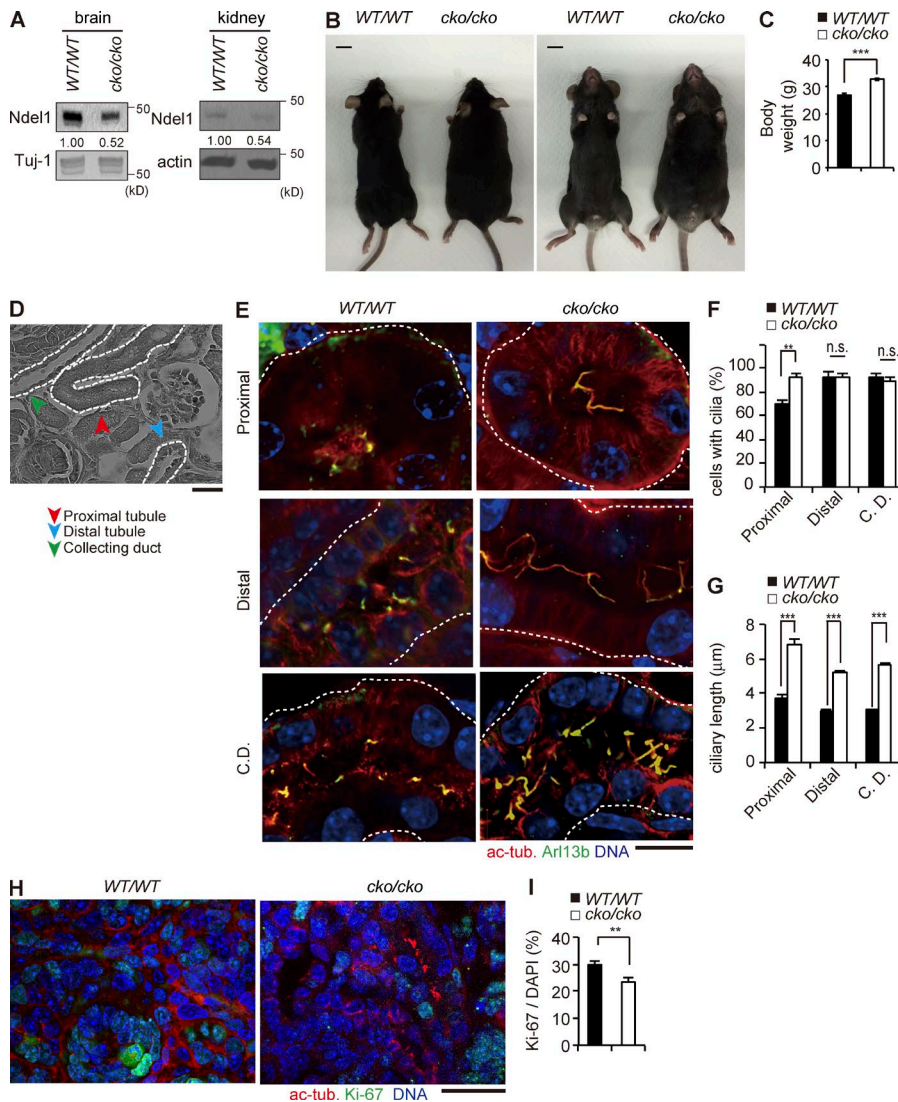 A
brain
kidney
WT/WT
cko/cko
WT/WT
cko/cko
Ndel1
50
Ndel1
50
1.00
0.52
1.00
0.54
Tuj-1
50
actin
50
(kD)
(kD)
B
WT/WT
cko/cko
WT/WT
cko/cko
C
WT/WT
cko/cko
***
Body
weight (g)
40
30
20
10
0
D
Proximal tubule
Distal tubule
Collecting duct
E
WT/WT
cko/cko
Proximal
Distal
C.D.
ac-tub. Arl13b DNA
F
WT/WT
cko/cko
**
n.s.
n.s.
cells with cilia (%)
100
80
60
40
20
0
Proximal
Distal
C. D.
G
WT/WT
cko/cko
***
***
***
ciliary length (μm)
8
6
4
2
0
Proximal
Distal
C. D.
H
WT/WT
cko/cko
ac-tub. Ki-67 DNA
I
WT/WT
cko/cko
**
Ki-67 / DAPI (%)
40
30
20
10
0